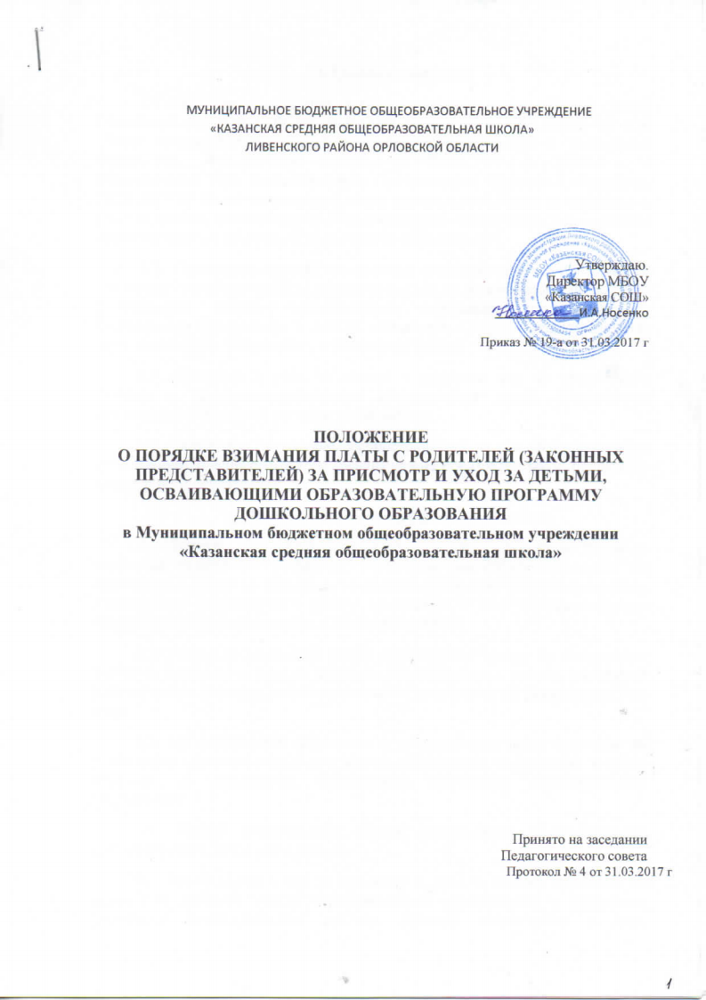 МУНИЦИПАЛЬНОЕ БЮДЖЕТНОЕ ОБЩЕОБРАЗОВАТЕЛЬНОЕ УЧРЕЖДЕНИЕ
«КАЗАНСКАЯ СРЕДНЯЯ ОБЩЕОБРАЗОВАТЕЛЬНАЯ ШКОЛА»
ЛИВЕНСКОГО РАЙОНА ОРЛОВСКОЙ ОБЛАСТИ
Утверждаю.
Директор МБОУ
«Казанская СОШ»
И.А.Носенко
Приказ № 19-а от 31.03.2017 г
МБОУ «Казанская СОШ»
ПОЛОЖЕНИЕ
О ПОРЯДКЕ ВЗИМАНИЯ ПЛАТЫ С РОДИТЕЛЕЙ (ЗАКОННЫХ
ПРЕДСТАВИТЕЛЕЙ) ЗА ПРИСМОТР И УХОД ЗА ДЕТЬМИ,
ОСВАИВАЮЩИМИ ОБРАЗОВАТЕЛЬНУЮ ПРОГРАММУ
ДОШКОЛЬНОГО ОБРАЗОВАНИЯ
в Муниципальном бюджетном общеобразовательном учреждении
«Казанская средняя общеобразовательная школа»
Принято на заседании
Педагогического совета
Протокол № 4 от 31.03.2017 г
1